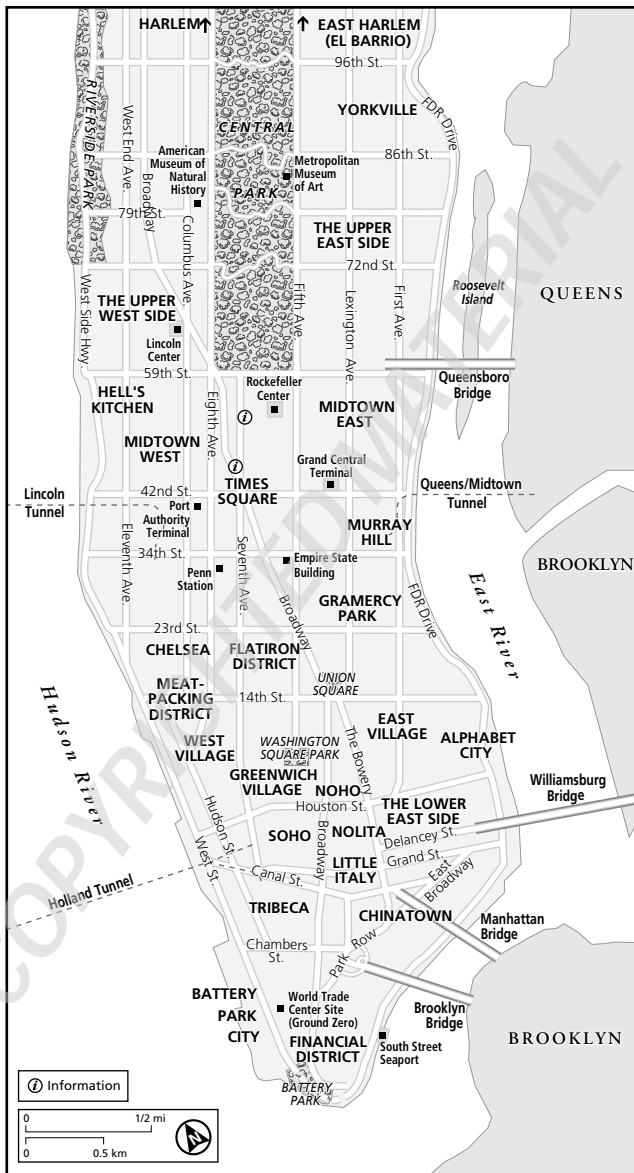 HARLEM
EAST HARLEM
(EL BARRIO)
96th St.
RIVERSIDE PARK
West End Ave.
Broadway
YORKVILLE
FDR Drive
CENTRAL
PARK
American
Museum of
Natural
History
86th St.
Metropolitan
Museum
of Art
79th St.
Columbus Ave.
THE UPPER
EAST SIDE
72nd St.
Roosevelt
Island
QUEENS
West Side Hwy.
THE UPPER
WEST SIDE
Fifth Ave.
Lexington Ave.
First Ave.
Lincoln
Center
59th St.
Queensboro
Bridge
Rockefeller
Center
HELL'S
KITCHEN
Eighth Ave.
MIDTOWN
EAST
i
MIDTOWN
WEST
i
Grand Central
Terminal
TIMES
SQUARE
42nd St.
Lincoln
Tunnel
Queens/Midtown
Tunnel
Port
Authority
Terminal
MURRAY
HILL
Eleventh Ave.
34th St.
Seventh Ave.
Penn
Station
Empire State
Building
BROOKLYN
Broadway
GRAMERCY
PARK
FDR Drive
East River
23rd St.
CHELSEA
FLATIRON
DISTRICT
MEAT-
PACKING
DISTRICT
UNION
SQUARE
14th St.
Hudson River
WEST
VILLAGE
WASHINGTON
SQUARE PARK
The Bowery
EAST
VILLAGE
ALPHABET
CITY
GREENWICH
VILLAGE
NOHO
Williamsburg
Bridge
Houston St.
THE LOWER
EAST SIDE
Hudson St.
West St.
SOHO
Broadway
NOLITA
Delancey St.
Grand St.
LITTLE
ITALY
Canal St.
East
Broadway
Holland Tunnel
TRIBECA
CHINATOWN
Manhattan
Bridge
Chambers
St.
Park Row
BATTERY
PARK
CITY
World Trade
Center Site
(Ground Zero)
Brooklyn
Bridge
FINANCIAL
DISTRICT
South Street
Seaport
BROOKLYN
BATTERY
PARK
i Information
0 1/2 mi
0 0.5 km
N
COPYRIGHTED MATERIAL